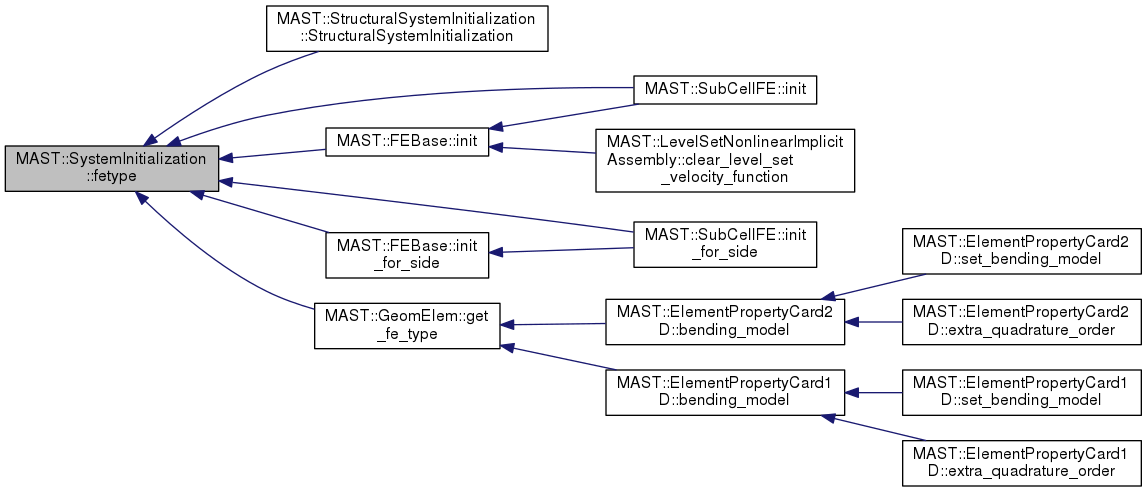 MAST::StructuralSystemInitialization
::StructuralSystemInitialization
MAST::SubCellFE::init
MAST::FEBase::init
MAST::LevelSetNonlinearImplicit
Assembly::clear_level_set
_velocity_function
MAST::SystemInitialization
::fetype
MAST::SubCellFE::init
_for_side
MAST::FEBase::init
_for_side
MAST::ElementPropertyCard2
D::set_bending_model
MAST::GeomElem::get
_fe_type
MAST::ElementPropertyCard2
D::bending_model
MAST::ElementPropertyCard2
D::extra_quadrature_order
MAST::ElementPropertyCard1
D::bending_model
MAST::ElementPropertyCard1
D::set_bending_model
MAST::ElementPropertyCard1
D::extra_quadrature_order